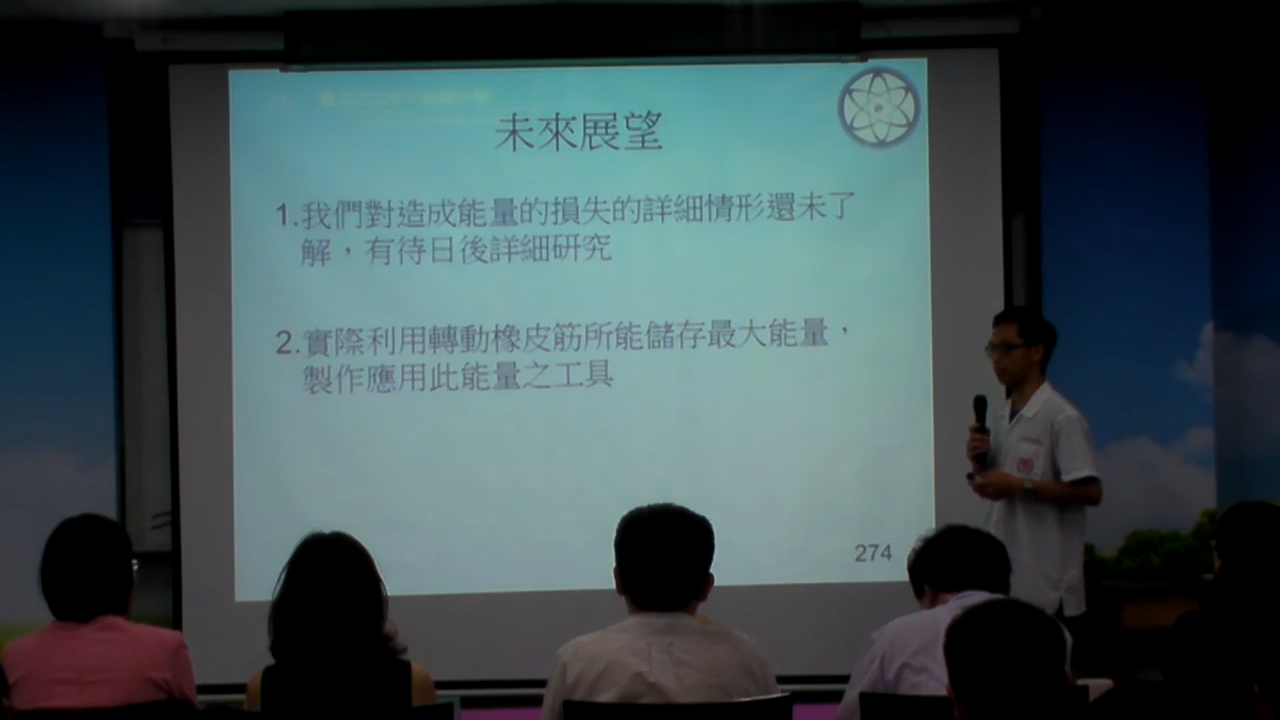 未來展望
1.我們對造成能量的損失的詳細情形還未了
解，有待日後詳細研究
2.實際利用轉動橡皮筋所能儲存最大能量，
製作應用此能量之工具
274